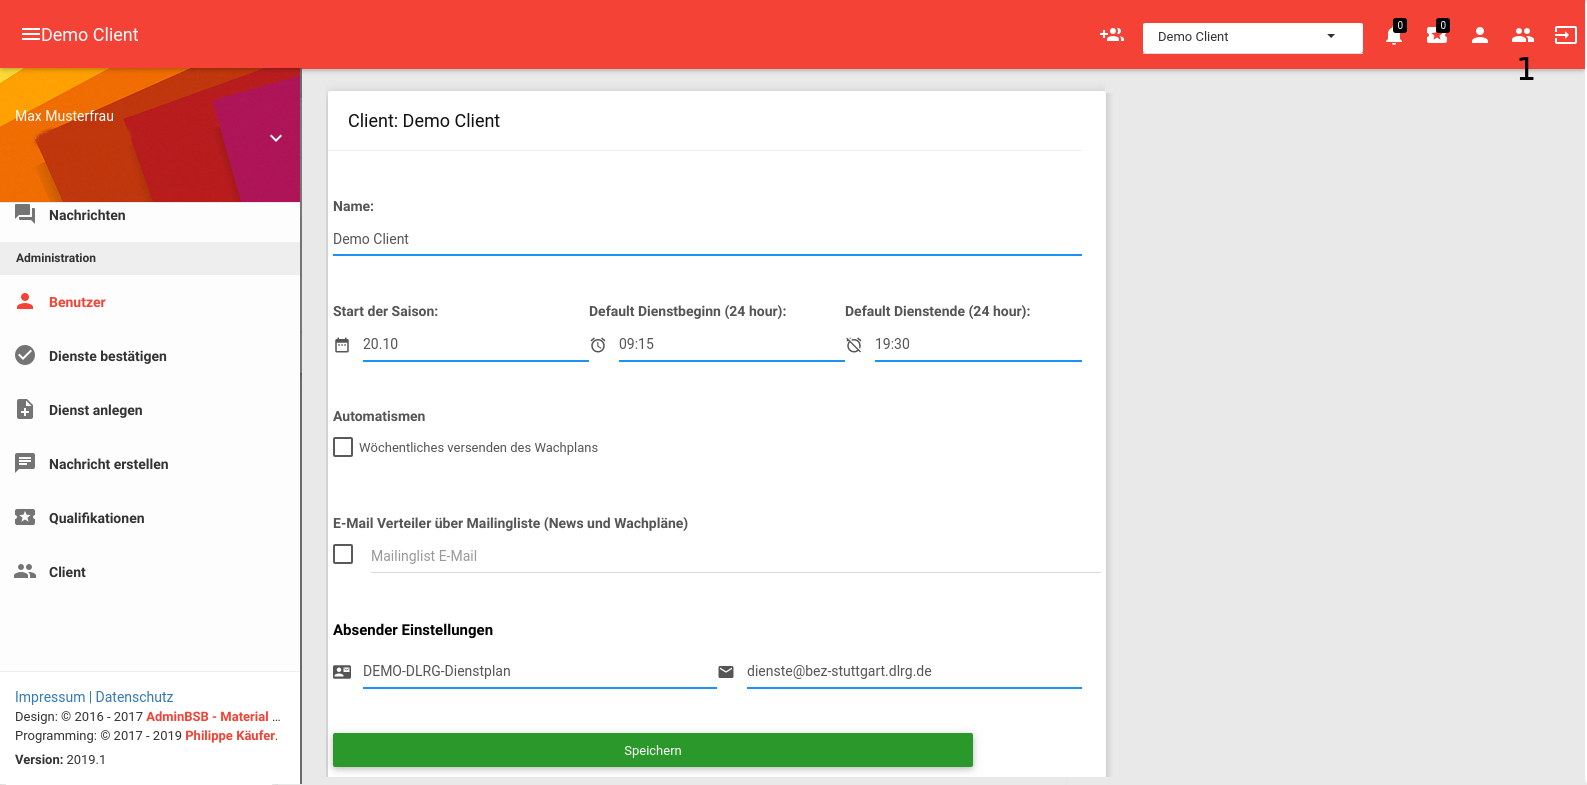 Demo Client
Demo Client
0
0
1
Max Musterfrau
Nachrichten
Administration
Benutzer
Dienste bestätigen
Dienst anlegen
Nachricht erstellen
Qualifikationen
Client
Impressum | Datenschutz
Design: © 2016 - 2017 AdminBSB - Material ...
Programming: © 2017 - 2019 Philippe Käufer.
Version: 2019.1
Client: Demo Client
Name:
Demo Client
Start der Saison: Default Dienstbeginn (24 hour): Default Dienstende (24 hour):
20.10 09:15 19:30
Automatismen
Wöchentliches versenden des Wachplans
E-Mail Verteiler über Mailingliste (News und Wachpläne)
Mailinglist E-Mail
Absender Einstellungen
DEMO-DLRG-Dienstplan dienste@bez-stuttgart.dlrg.de
Speichern